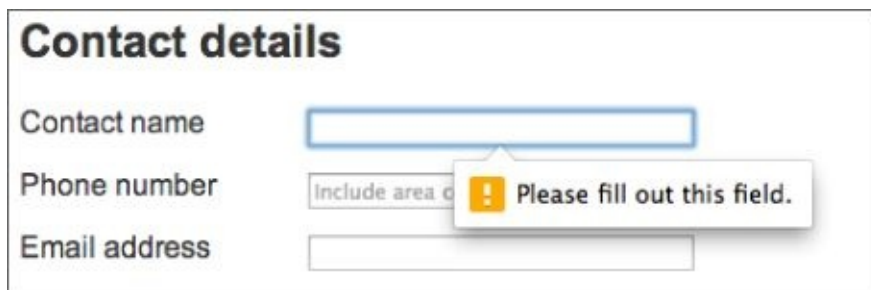 Contact details
Contact name
Phone number
Include area
Please fill out this field.
Email address